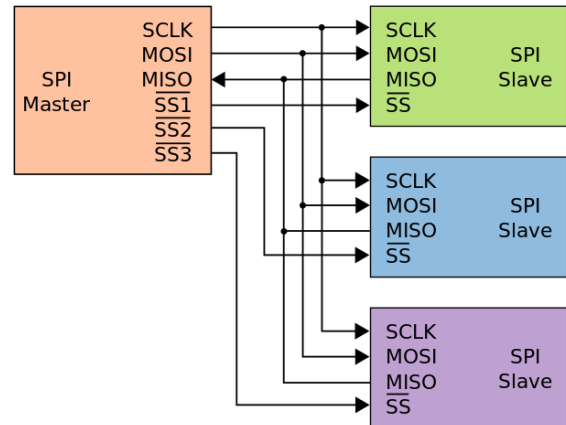 SCLK
MOSI
MISO
SS1
SS2
SS3
SPI
Master
SCLK
MOSI
MISO
SS
SPI
Slave
SCLK
MOSI
MISO
SS
SPI
Slave
SCLK
MOSI
MISO
SS
SPI
Slave